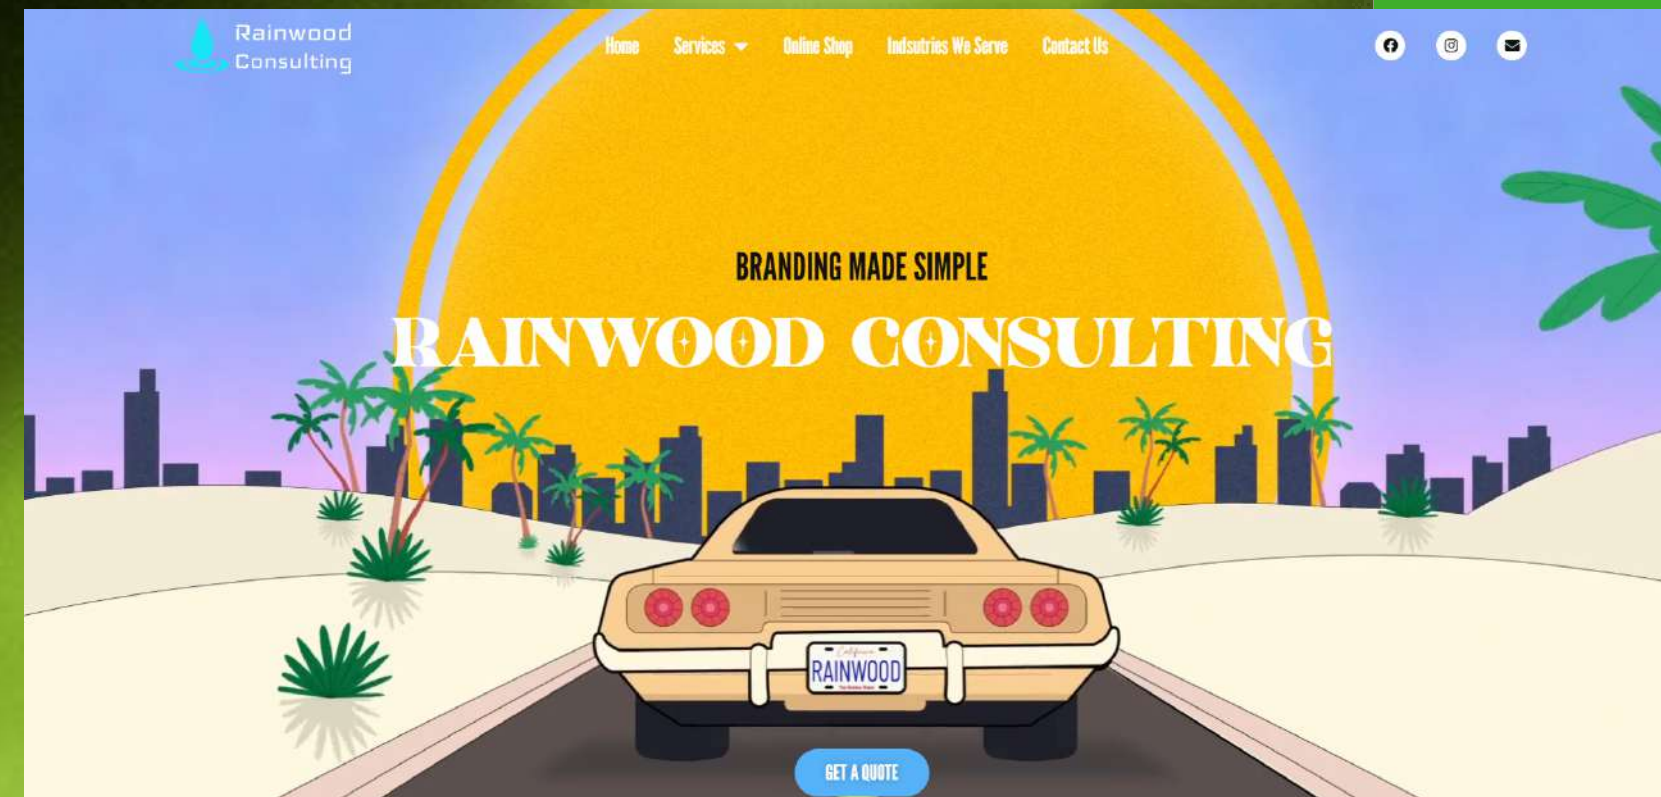 Rainwood
Consulting
Home Services Online Shop Indsutries We Serve Contact Us
BRANDING MADE SIMPLE
RAINWOOD CONSULTING
California
RAINWOOD
GET A QUOTE